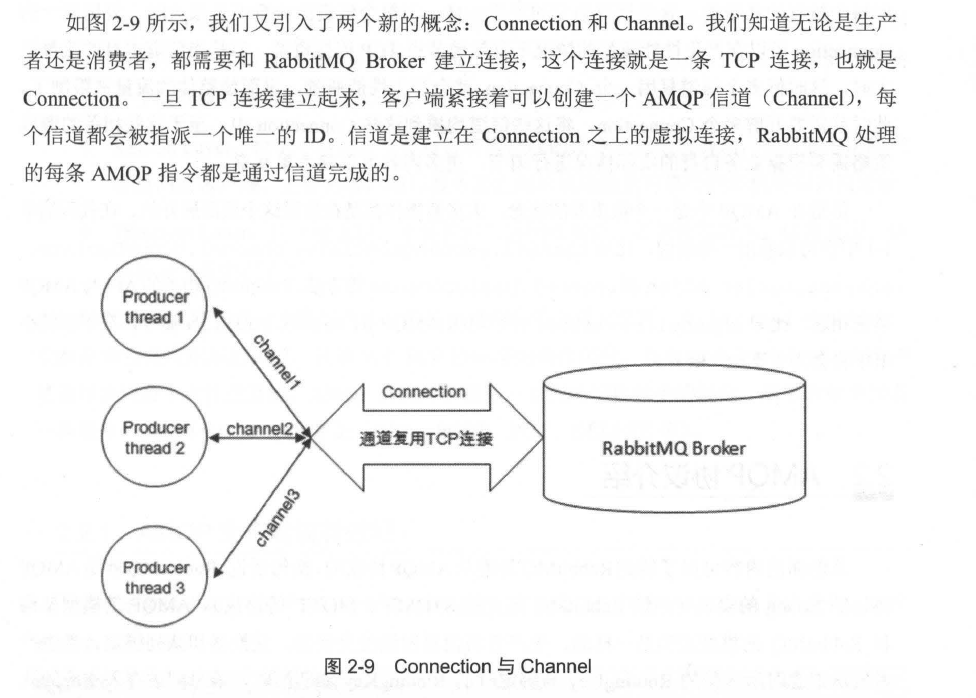 如图 2-9 所示，我们又引入了两个新的概念：Connection 和 Channel。我们知道无论是生产
者还是消费者，都需要和 RabbitMQ Broker 建立连接，这个连接就是一条 TCP 连接，也就是
Connection。一旦 TCP 连接建立起来，客户端紧接着可以创建一个 AMQP 信道（Channel），每
个信道都会被指派一个唯一的 ID。信道是建立在 Connection 之上的虚拟连接，RabbitMQ 处理
的每条 AMQP 指令都是通过信道完成的。
Producer
thread 1
channel1
Producer
thread 2
channel2
Producer
thread 3
channel3
Connection
通道复用TCP连接
RabbitMQ Broker
图 2-9 Connection 与 Channel